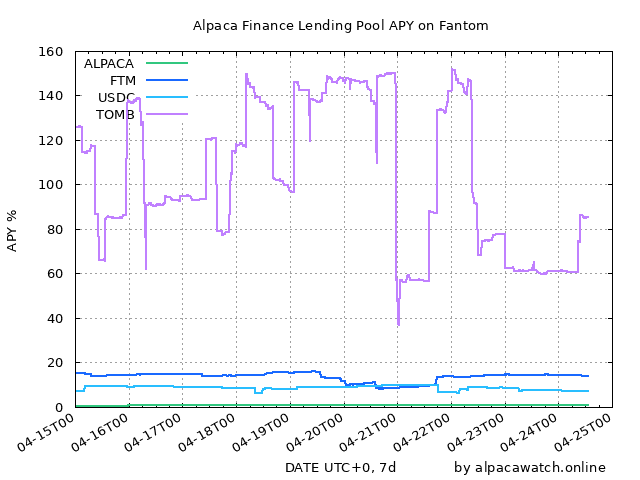 Alpaca Finance Lending Pool APY on Fantom
160
140
120
100
80
60
40
20
0
APY %
ALPACA
FTM
USDC
TOMB
04-15T00
04-16T00
04-17T00
04-18T00
04-19T00
04-20T00
04-21T00
04-22T00
04-23T00
04-24T00
04-25T00
DATE UTC+0, 7d
by alpacawatch.online